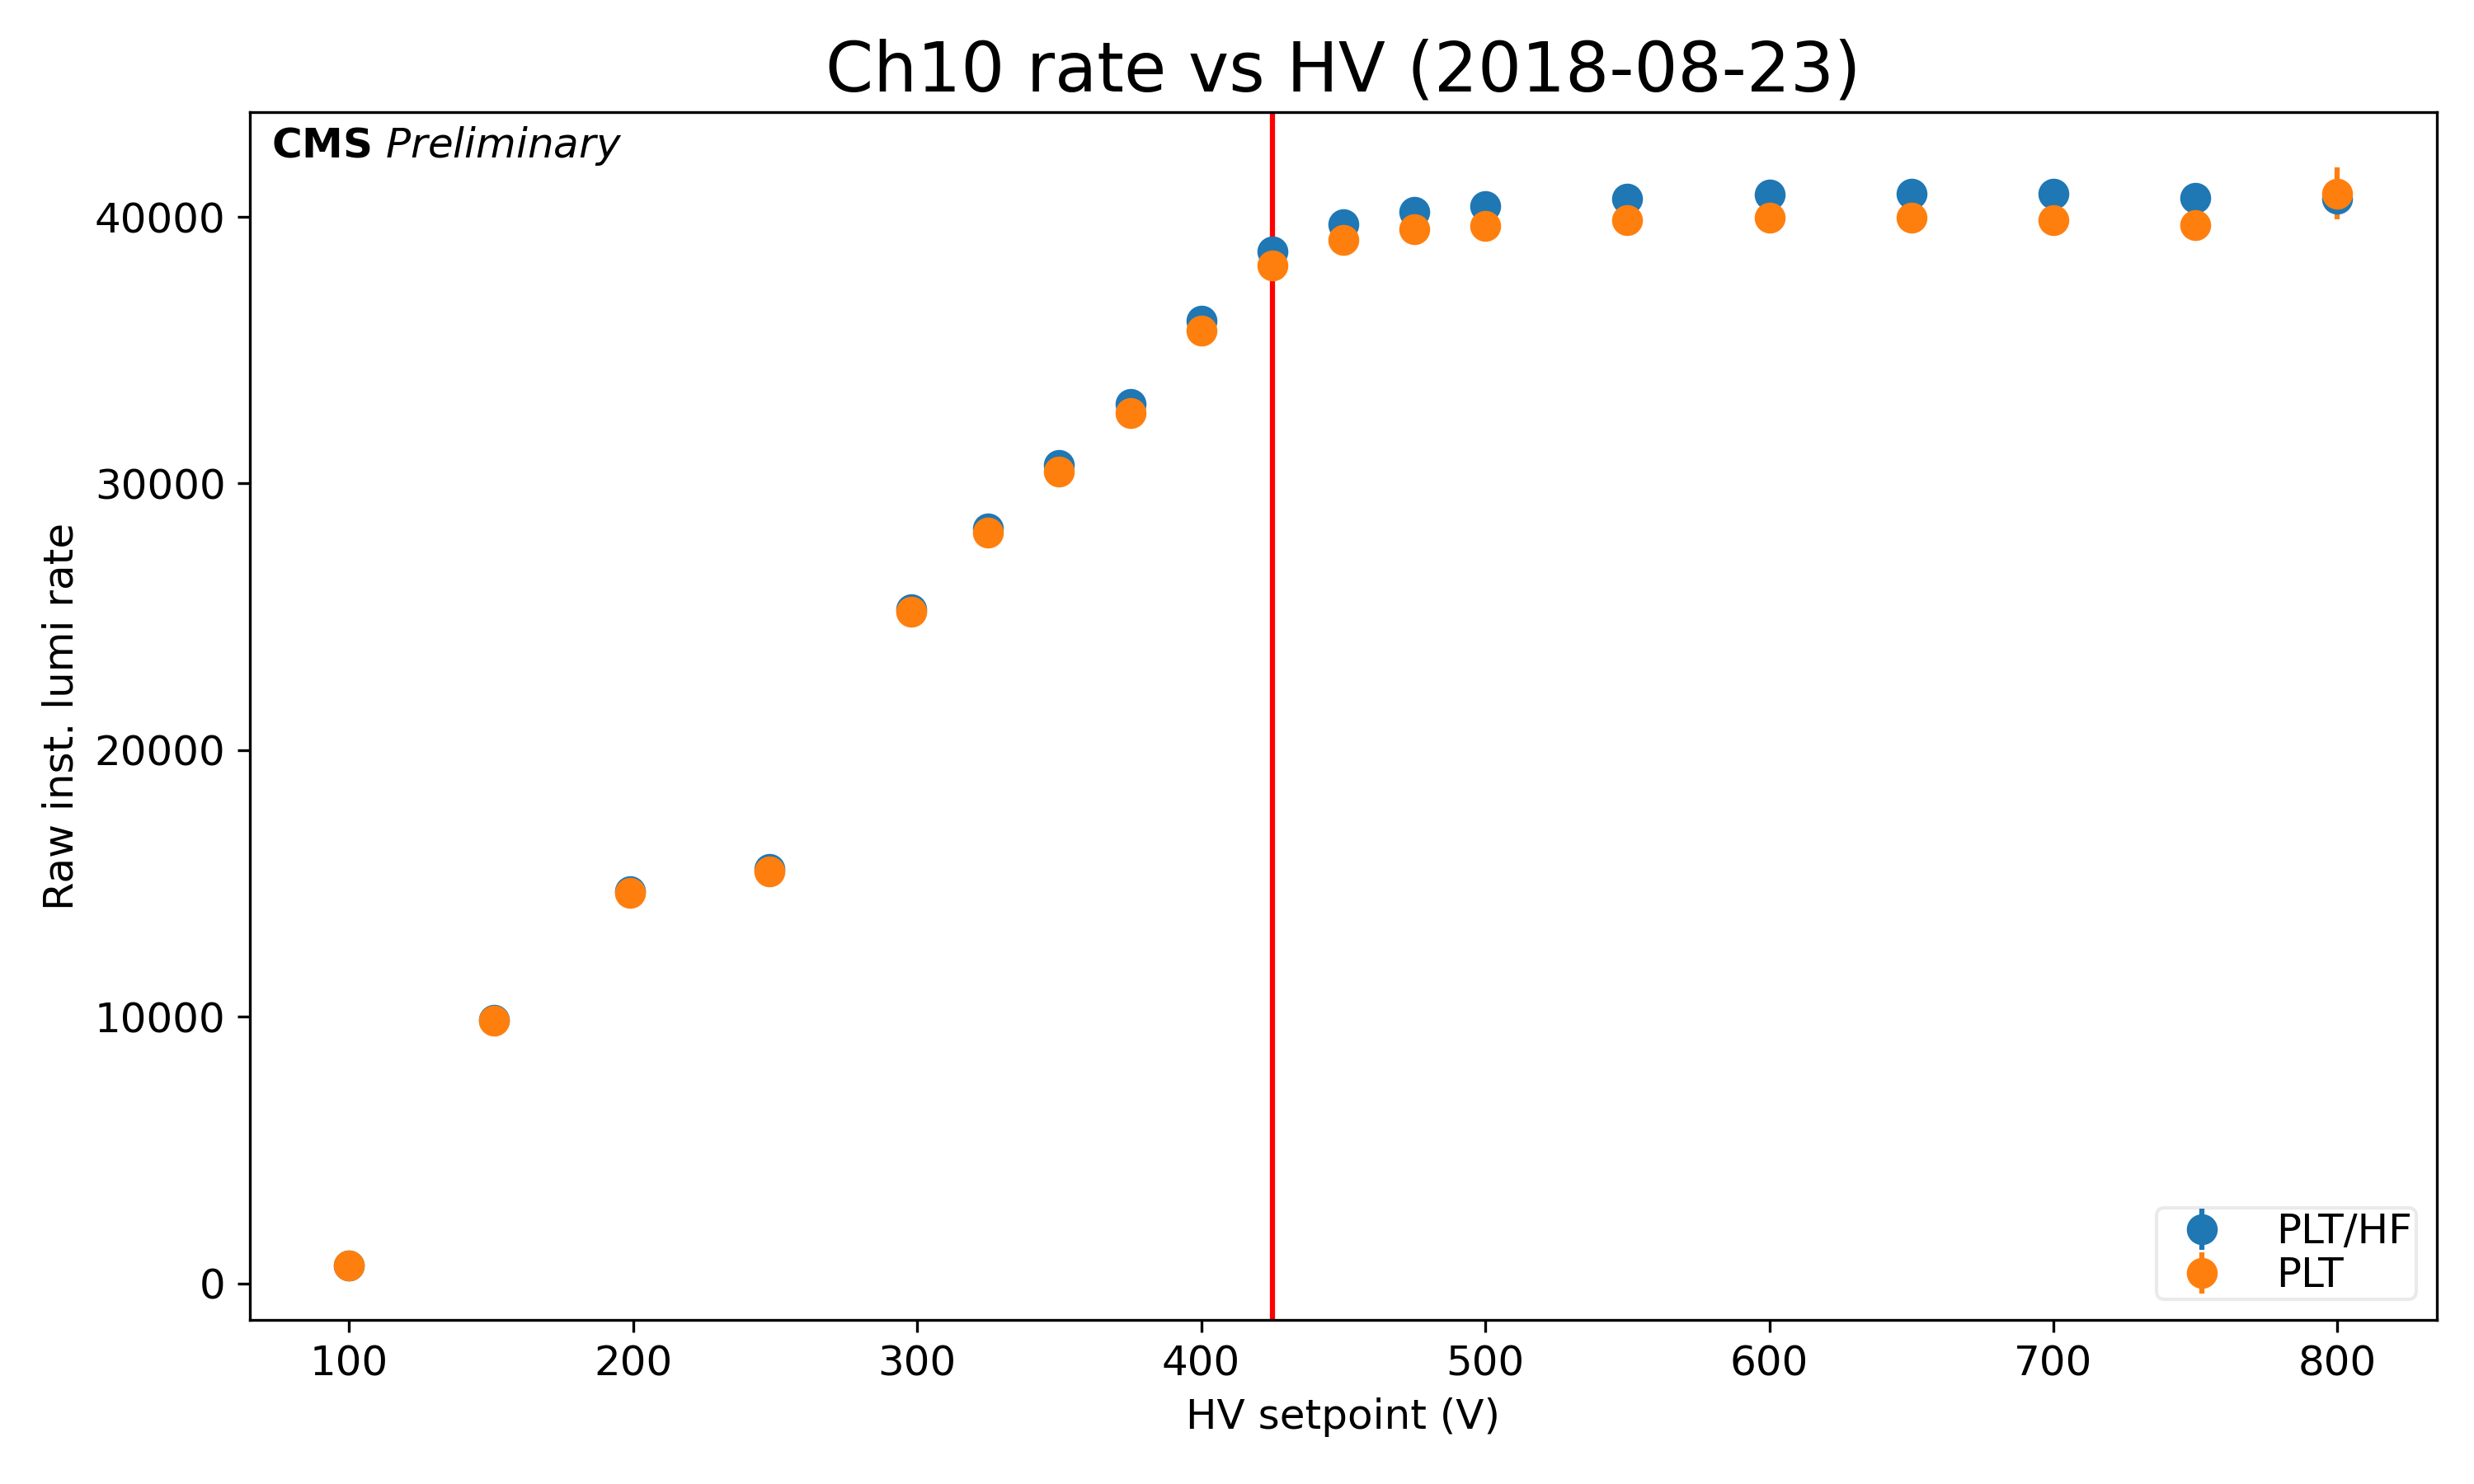 Ch10 rate vs HV (2018-08-23)
CMS Preliminary
Raw inst. lumi rate
40000
30000
20000
10000
0
100 200 300 400 500 600 700 800
HV setpoint (V)
PLT/HF
PLT